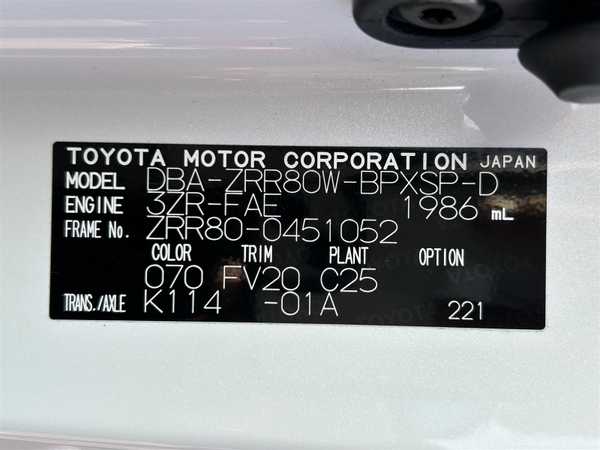 TOYOTA MOTOR CORPORATION JAPAN
MODEL DBA-ZRR80W-BPXSP-D
ENGINE 3ZR-FAE 1986 mL
FRAME No. ZRR80-0451052
COLOR TRIM PLANT OPTION
070 FV20 C25
TRANS./AXLE K114 -01A 221